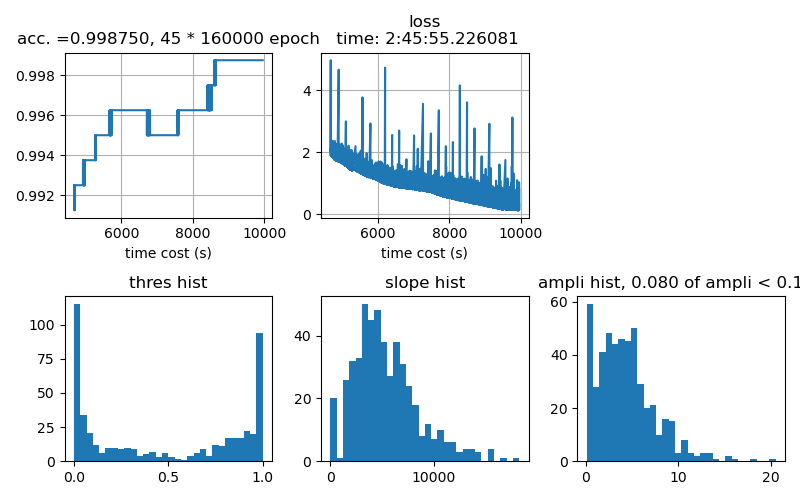 loss
acc. =0.998750, 45 * 160000 epoch time: 2:45:55.226081
0.998
0.996
0.994
0.992
6000 8000 10000
time cost (s)
4
2
0
6000 8000 10000
time cost (s)
thres hist
100
75
50
25
0
0.0 0.5 1.0
slope hist
40
20
0
0 10000
ampli hist, 0.080 of ampli < 0.1
60
40
20
0
0 10 20